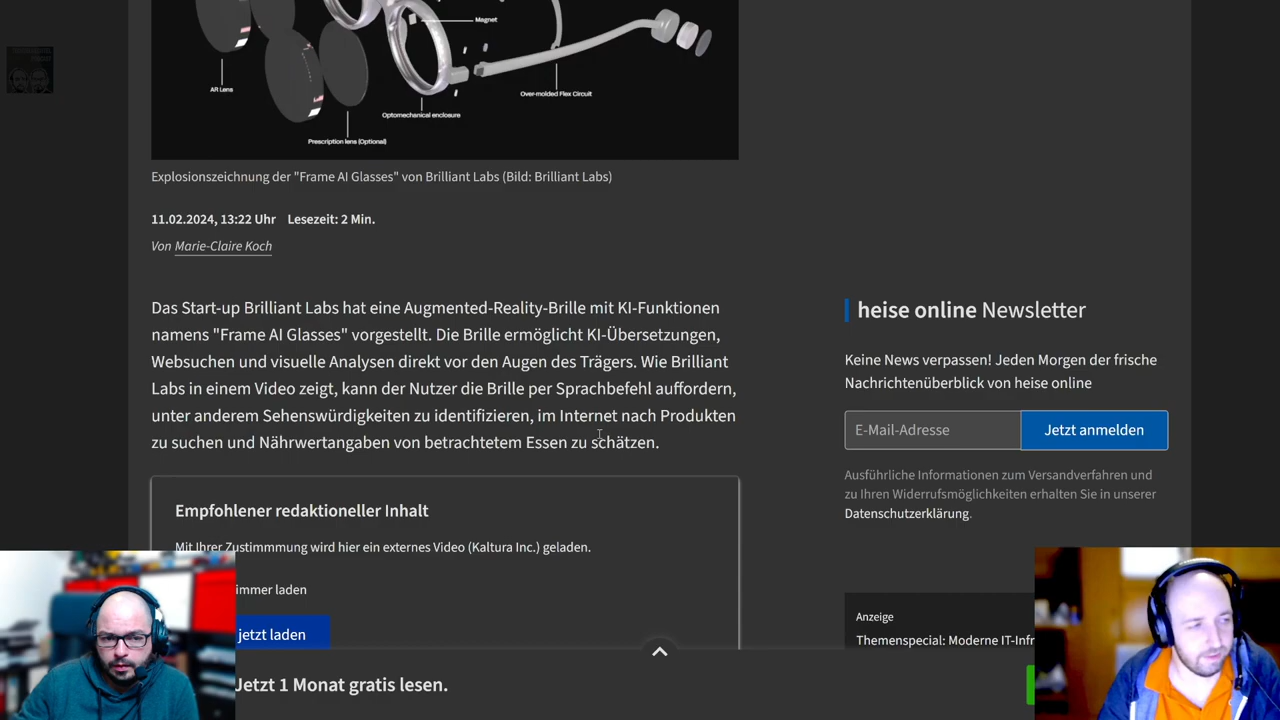 Magnet
AR Lens
Over-molded Flex Circuit
Optomechanical enclosure
Prescription lens (Optional)
Explosionszeichnung der "Frame AI Glasses" von Brilliant Labs (Bild: Brilliant Labs)
11.02.2024, 13:22 Uhr Lesezeit: 2 Min.
Von Marie-Claire Koch
Das Start-up Brilliant Labs hat eine Augmented-Reality-Brille mit KI-Funktionen
namens "Frame AI Glasses" vorgestellt. Die Brille ermöglicht KI-Übersetzungen,
Websuchen und visuelle Analysen direkt vor den Augen des Trägers. Wie Brilliant
Labs in einem Video zeigt, kann der Nutzer die Brille per Sprachbefehl auffordern,
unter anderem Sehenswürdigkeiten zu identifizieren, im Internet nach Produkten
zu suchen und Nährwertangaben von betrachtetem Essen zu schätzen.
Empfohlener redaktioneller Inhalt
Mit Ihrer Zustimmmung wird hier ein externes Video (Kaltura Inc.) geladen.
immer laden
jetzt laden
Jetzt 1 Monat gratis lesen.
heise online Newsletter
Keine News verpassen! Jeden Morgen der frische
Nachrichtenüberblick von heise online
E-Mail-Adresse
Jetzt anmelden
Ausführliche Informationen zum Versandverfahren und
zu Ihren Widerrufsmöglichkeiten erhalten Sie in unserer
Datenschutzerklärung.
Anzeige
Themenspecial: Moderne IT-Infr